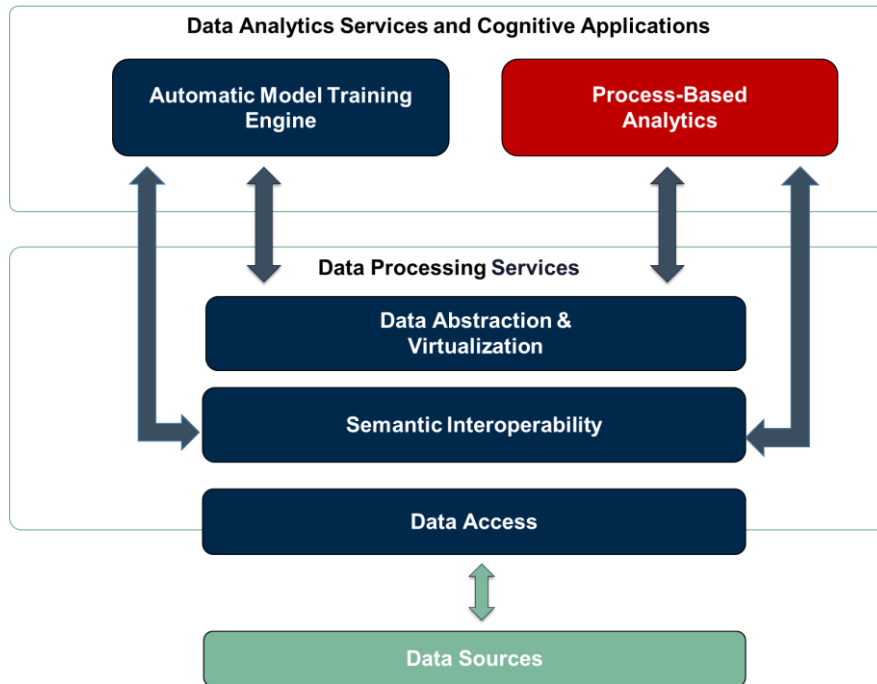 Data Analytics Services and Cognitive Applications
Automatic Model Training
Engine
Process-Based
Analytics
Data Processing Services
Data Abstraction &
Virtualization
Semantic Interoperability
Data Access
Data Sources